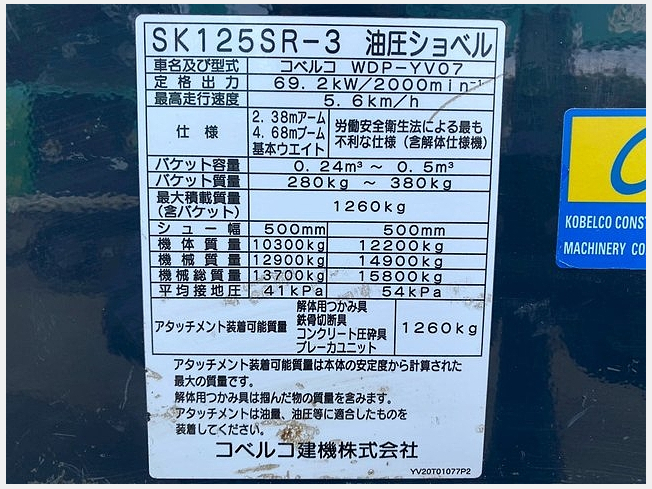 SK125SR-3 油圧ショベル
車名及び型式 コベルコ WDP-YV07
定格出力 69.2kW/2000min⁻¹
最高走行速度 5.6km/h
仕様 2.38mアーム 4.68mブーム 基本ウエイト 労働安全衛生法による最も不利な仕様(含解体仕様機)
バケット容量 0.24m³ ～ 0.5m³
バケット質量 280kg ～ 380kg
最大積載質量(含バケット) 1260kg
シュー幅 500mm 500mm
機体質量 10300kg 12200kg
機械質量 12900kg 14900kg
機械総質量 13700kg 15800kg
平均接地圧 41kPa 54kPa
アタッチメント装着可能質量 解体用つかみ具 鉄骨切断具 コンクリート圧砕具 ブレーカユニット 1260kg
アタッチメント装着可能質量は本体の安定度から計算された
最大の質量です。
解体用つかみ具は掴んだ物の質量を含みます。
アタッチメントは油量、油圧等に適合したものを
装着してください。
コベルコ建機株式会社
YV20T01077P2
KOBELCO CONST
MACHINERY CO